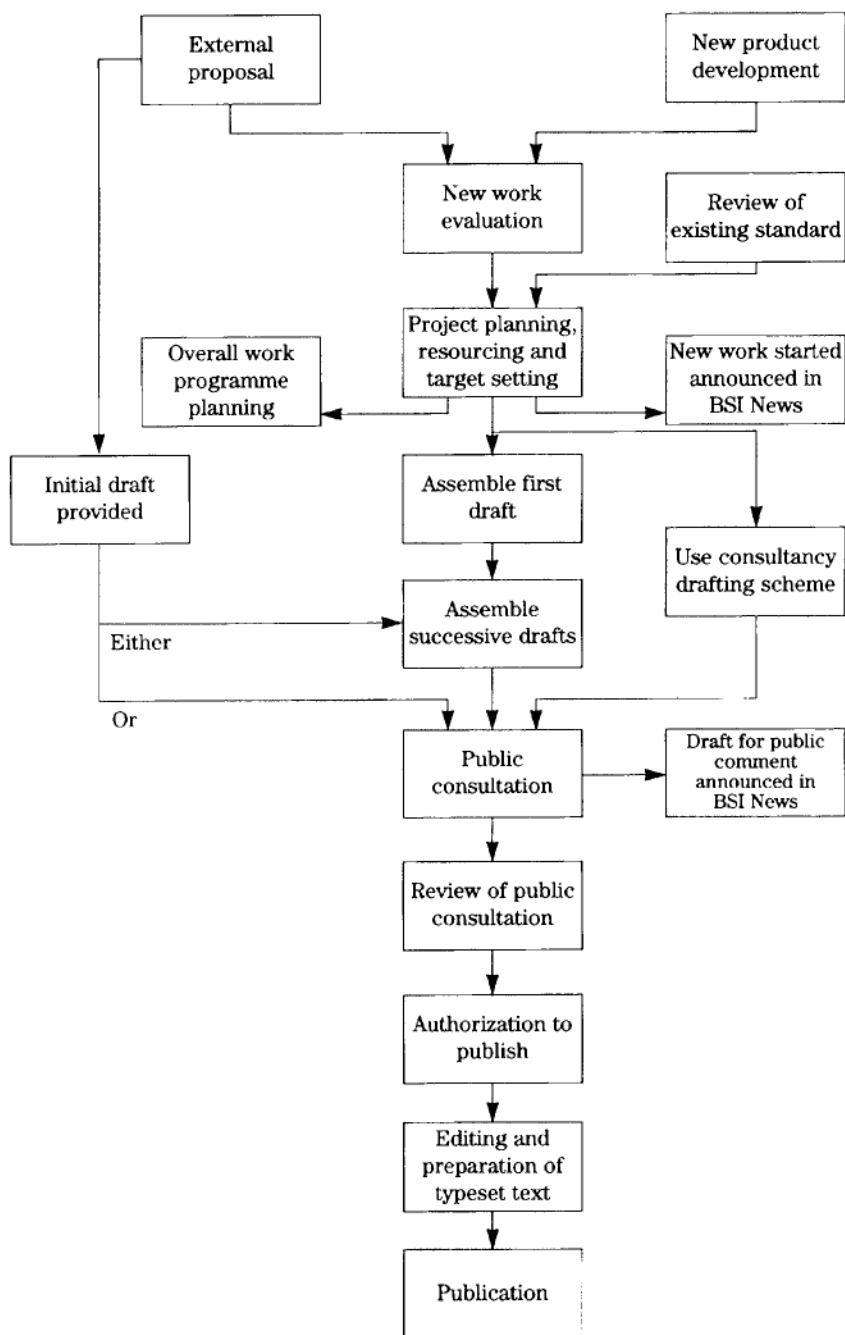 External
proposal
New product
development
New work
evaluation
Review of
existing standard
Project planning,
resourcing and
target setting
Overall work
programme
planning
New work started
announced in
BSI News
Initial draft
provided
Assemble first
draft
Use consultancy
drafting scheme
Assemble
successive drafts
Either
Or
Public
consultation
Draft for public
comment
announced in
BSI News
Review of public
consultation
Authorization to
publish
Editing and
preparation of
typeset text
Publication